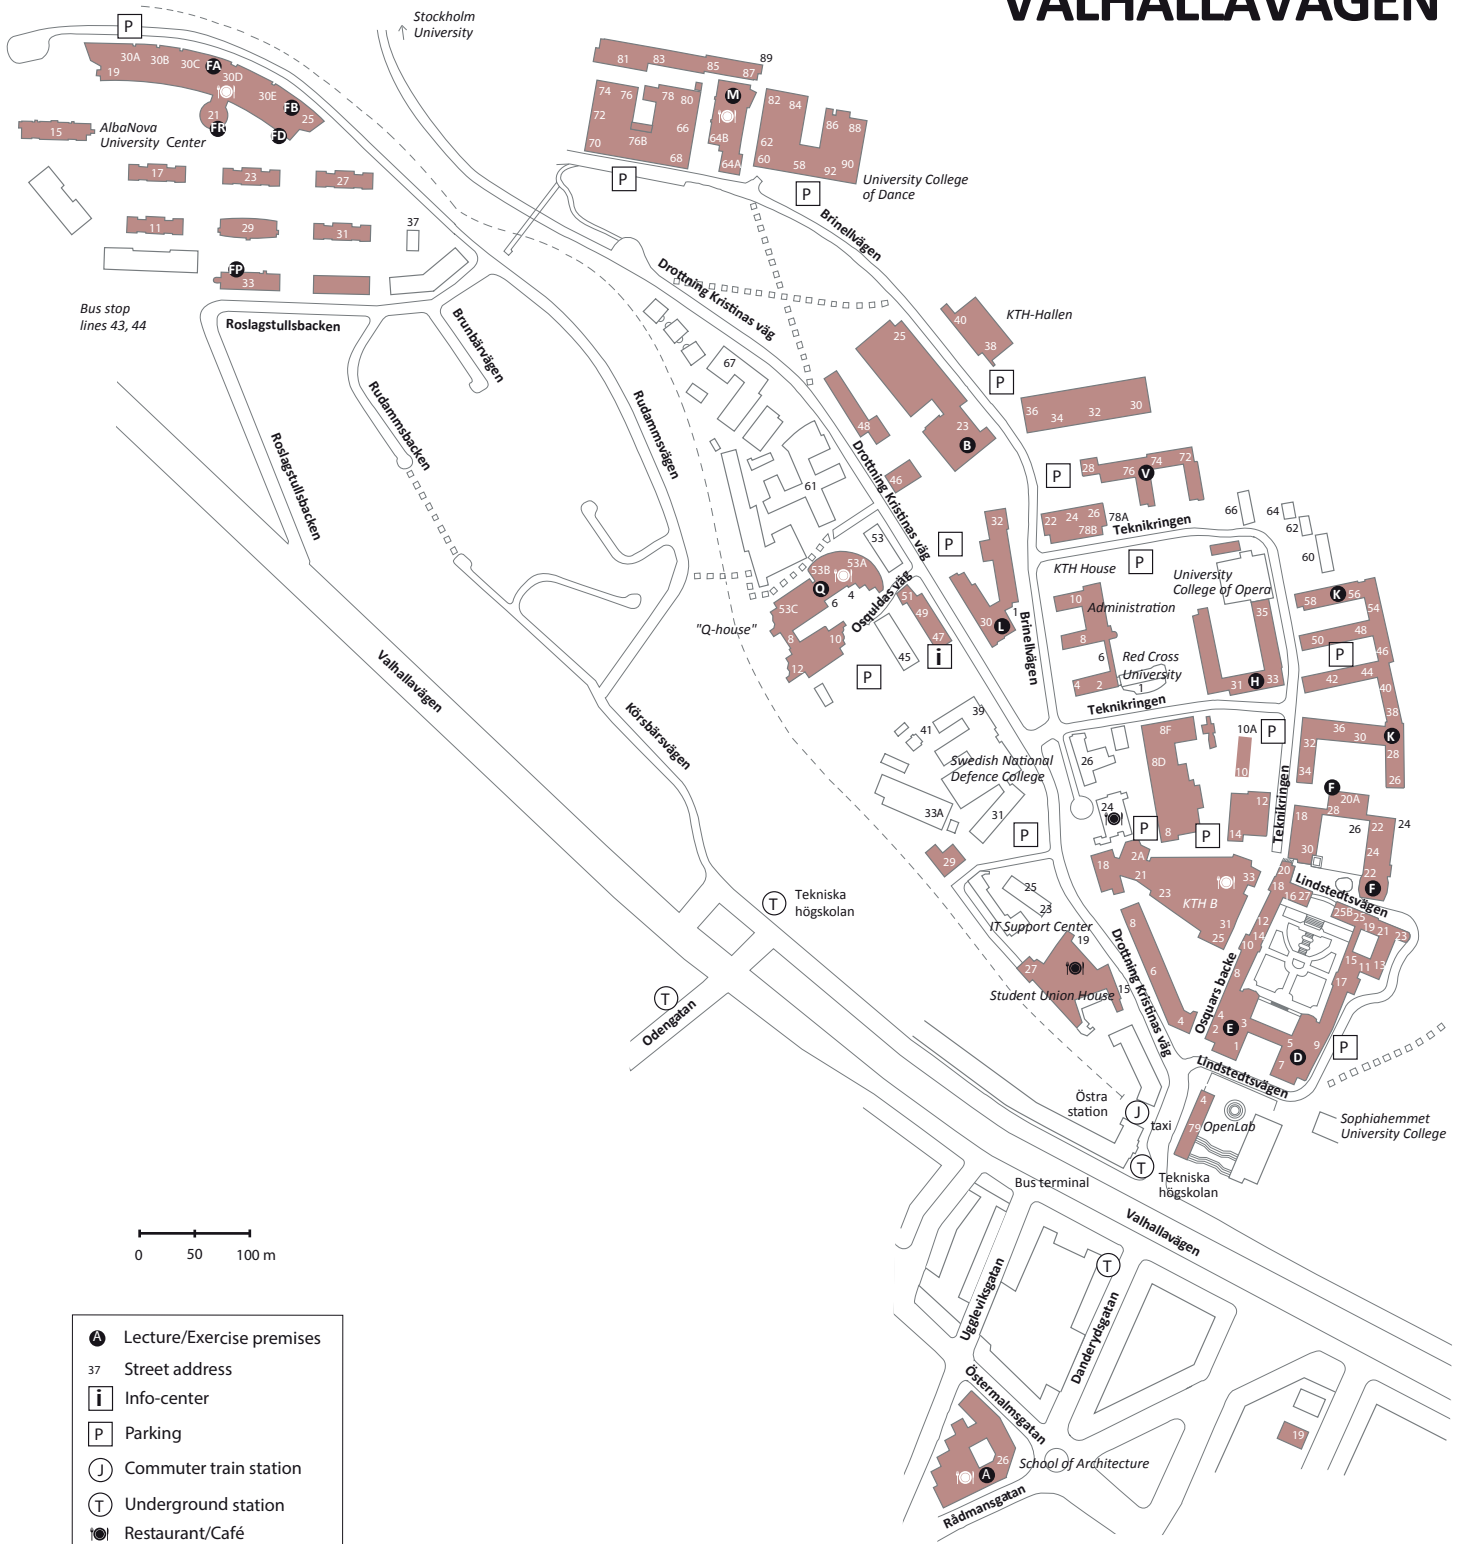 VALHALLAVÄGEN
Stockholm
University
P
30A
30B
30C
FA
30D
19
30E
FB
21
25
FR
FD
15
AlbaNova
University Center
17
23
27
11
29
31
37
FP
33
Bus stop
lines 43, 44
Roslagstullsbacken
Brunbärvägen
Rudammsbacken
Rudammsvägen
Roslagstullsbacken
81
83
85
87
89
74
76
78
80
M
82
84
72
66
86
88
76B
64B
62
70
68
64A
60
58
92
90
P
P
University College
of Dance
Brinellvägen
Drottning Kristinas väg
67
25
40
KTH-Hallen
38
P
36
34
32
30
48
23
B
46
61
Drottning Kristinas väg
28
76
V
74
72
P
22
24
26
78A
78B
Teknikringen
66
64
62
60
32
P
53
53B
53A
Q
4
53C
6
Osquldas väg
51
49
47
8
10
12
"Q-house"
45
i
P
30
L
1
Brinellvägen
KTH House
P
10
Administration
8
6
4
2
Red Cross
University
1
Teknikringen
University
College of Opera
35
31
H
33
58
K
56
54
50
48
46
P
42
44
40
38
36
30
K
32
34
28
26
10A
P
10
Teknikringen
39
41
Swedish National
Defence College
33A
31
P
29
26
24
8F
8D
8
P
P
12
14
F
20A
28
18
26
22
24
30
24
22
F
Lindstedtsvägen
18
2A
21
23
KTH B
33
31
25
20
18
16
27
25B
25
19
21
23
12
14
10
8
15
11
13
17
Osquars backe
4
2
E
3
1
5
9
D
7
P
Lindstedtsvägen
25
23
IT Support Center
19
27
Student Union House
15
8
6
4
Drottning Kristinas väg
Valhallavägen
Körsbärsvägen
T
Tekniska
högskolan
T
Odengatan
Östra
station
J
taxi
T
Tekniska
högskolan
4
79
OpenLab
Sophiahemmet
University College
Bus terminal
Valhallavägen
T
Uggleviksgatan
Danderydsgatan
Östermalmsgatan
26
A
School of Architecture
Rådmansgatan
19
0
50
100 m
A Lecture/Exercise premises
37 Street address
i Info-center
P Parking
J Commuter train station
T Underground station
Restaurant/Café